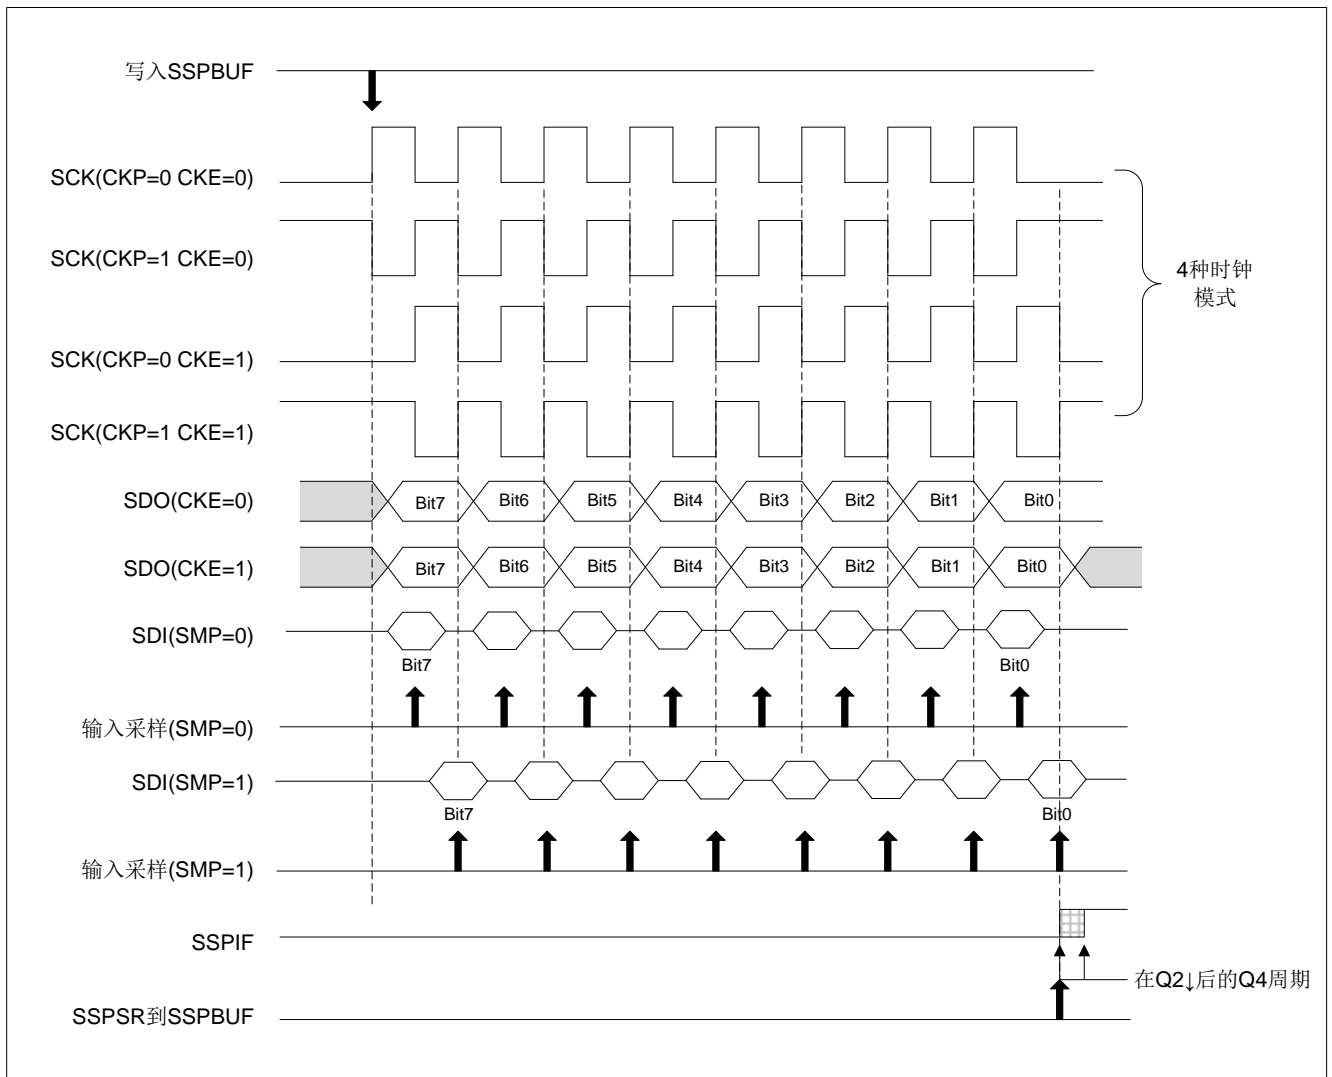 写入SSPBUF
SCK(CKP=0 CKE=0)
SCK(CKP=1 CKE=0)
4种时钟
模式
SCK(CKP=0 CKE=1)
SCK(CKP=1 CKE=1)
SDO(CKE=0) Bit7 Bit6 Bit5 Bit4 Bit3 Bit2 Bit1 Bit0
SDO(CKE=1) Bit7 Bit6 Bit5 Bit4 Bit3 Bit2 Bit1 Bit0
SDI(SMP=0)
Bit7 Bit0
输入采样(SMP=0)
SDI(SMP=1)
Bit7 Bit0
输入采样(SMP=1)
SSPIF
在Q2↓后的Q4周期
SSPSR到SSPBUF